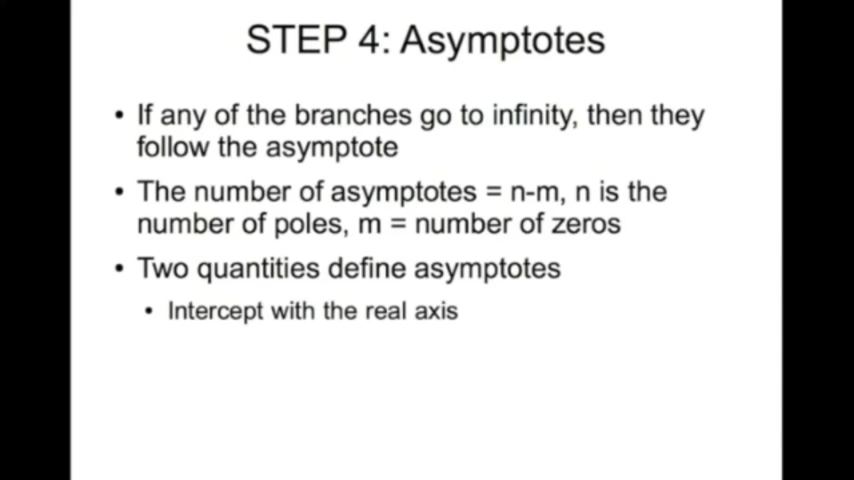 STEP 4: Asymptotes
• If any of the branches go to infinity, then they
follow the asymptote
• The number of asymptotes = n-m, n is the
number of poles, m = number of zeros
• Two quantities define asymptotes
• Intercept with the real axis